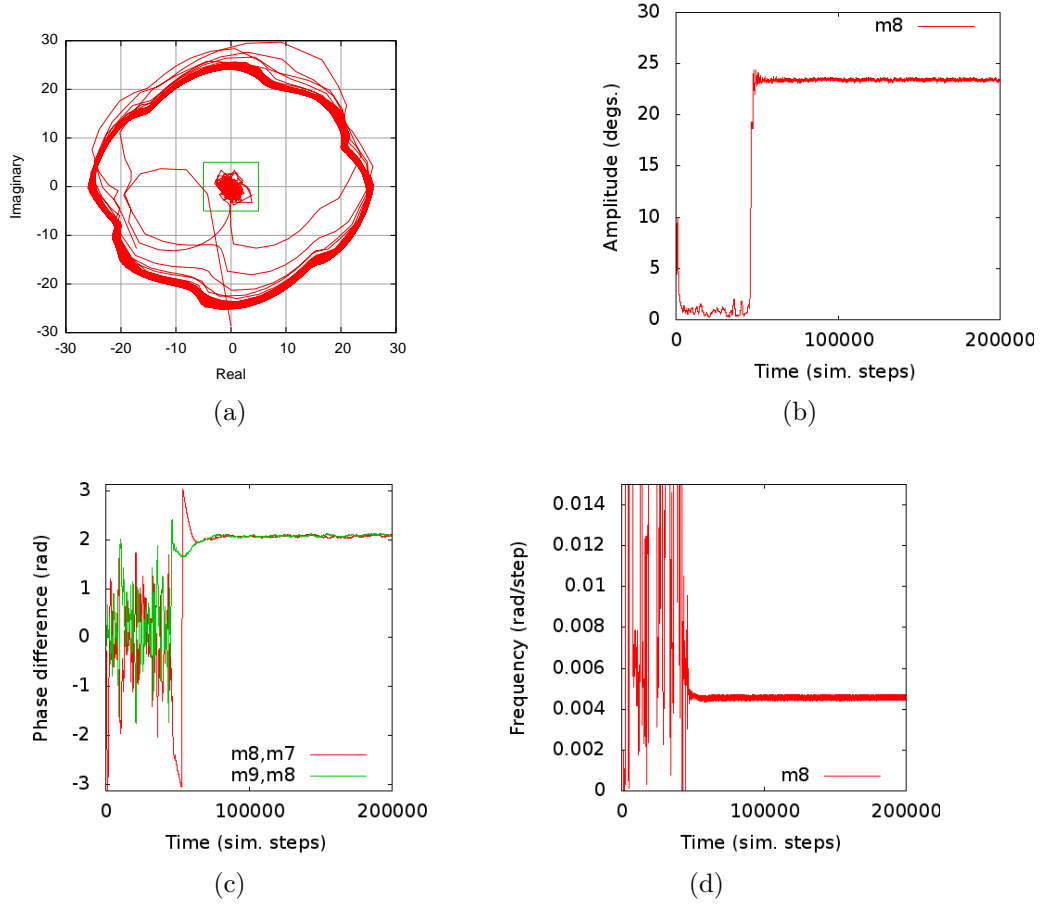 30
20
10
0
-10
-20
-30
-30
-20
-10
0
10
20
30
Imaginary
Real
(a)
m8
30
25
20
15
10
5
0
0
100000
200000
Amplitude (degs.)
Time (sim. steps)
(b)
3
2
1
0
-1
-2
-3
0
100000
200000
Phase difference (rad)
m8,m7
m9,m8
Time (sim. steps)
(c)
0.014
0.012
0.01
0.008
0.006
0.004
0.002
0
0
100000
200000
Frequency (rad/step)
m8
Time (sim. steps)
(d)